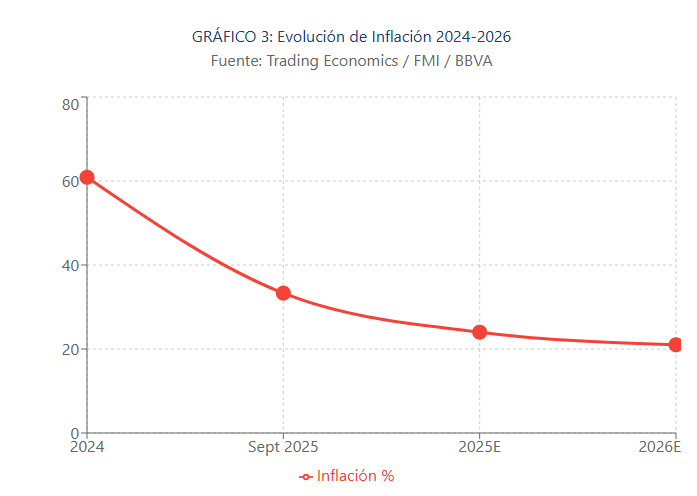 GRÁFICO 3: Evolución de Inflación 2024-2026
Fuente: Trading Economics / FMI / BBVA
80
60
40
20
0
2024
Sept 2025
2025E
2026E
Inflación %